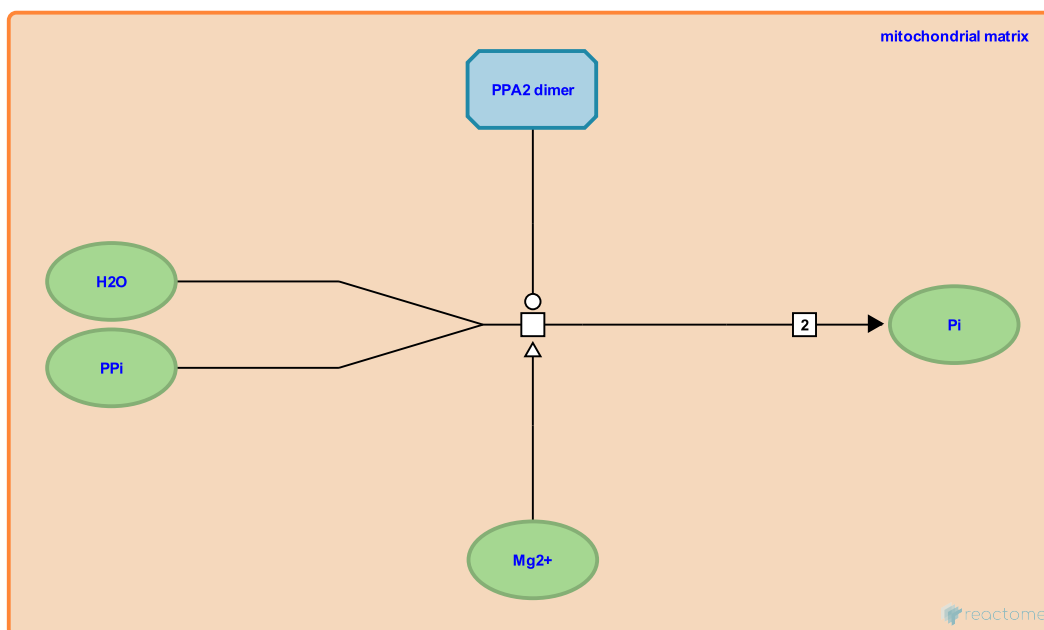 mitochondrial matrix
PPA2 dimer
H2O
PPi
2
Pi
Mg2+
reactome